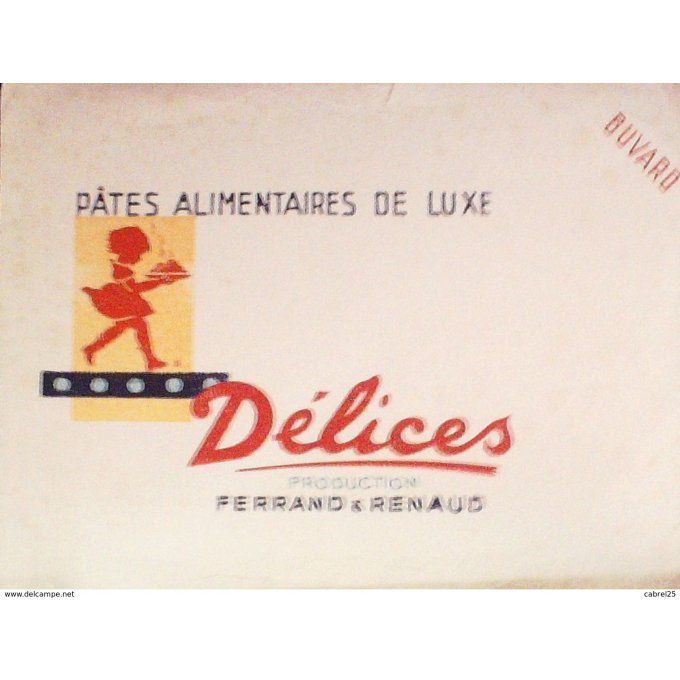 BUVARD
PÂTES ALIMENTAIRES DE LUXE
Délices
PRODUCTION
FERRAND & RENAUD
www.delcampe.net
cabrel25